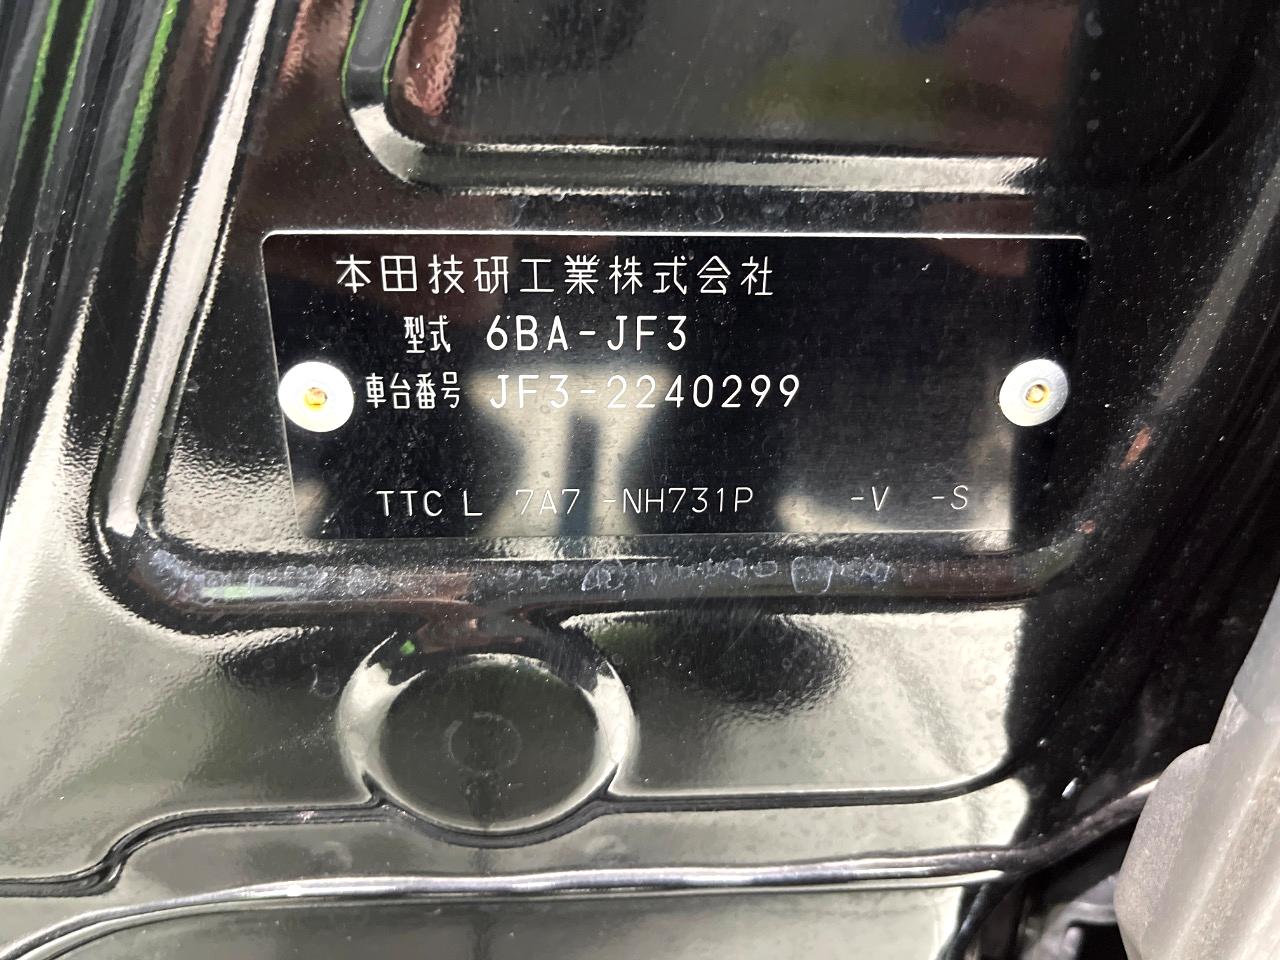 本田技研工業株式会社
型式 6BA-JF3
車台番号 JF3-2240299
TTC L 7A7 -NH731P -V -S